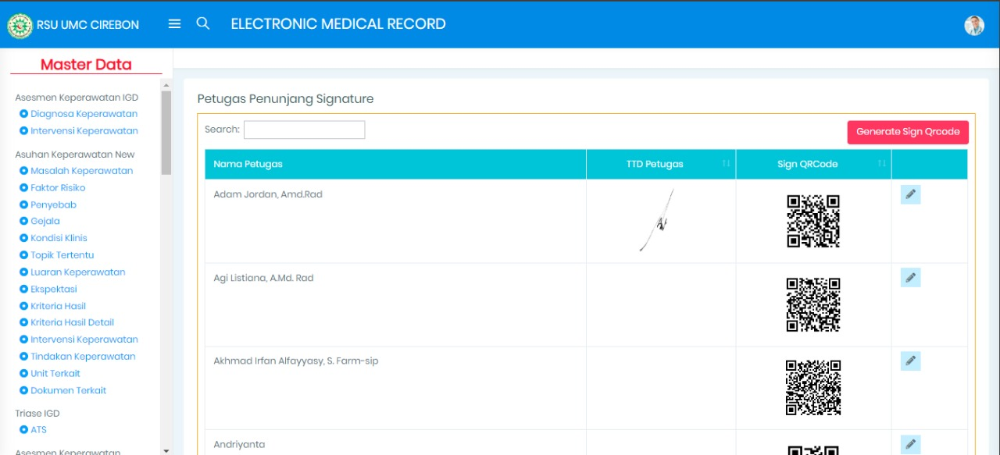 RSU UMC CIREBON
ELECTRONIC MEDICAL RECORD
Master Data
Asesmen Keperawatan IGD
Diagnosa Keperawatan
Intervensi Keperawatan
Asuhan Keperawatan New
Masalah Keperawatan
Faktor Risiko
Penyebab
Gejala
Kondisi Klinis
Topik Tertentu
Luaran Keperawatan
Ekspektasi
Kriteria Hasil
Kriteria Hasil Detail
Intervensi Keperawatan
Tindakan Keperawatan
Unit Terkait
Dokumen Terkait
Triase IGD
ATS
Asesmen Keperawatan
Petugas Penunjang Signature
Search:
Generate Sign Qrcode
Nama Petugas TTD Petugas Sign QRCode
Adam Jordan, Amd.Rad
Agi Listiana, A.Md. Rad
Akhmad Irfan Alfayyasy, S. Farm-sip
Andriyanta